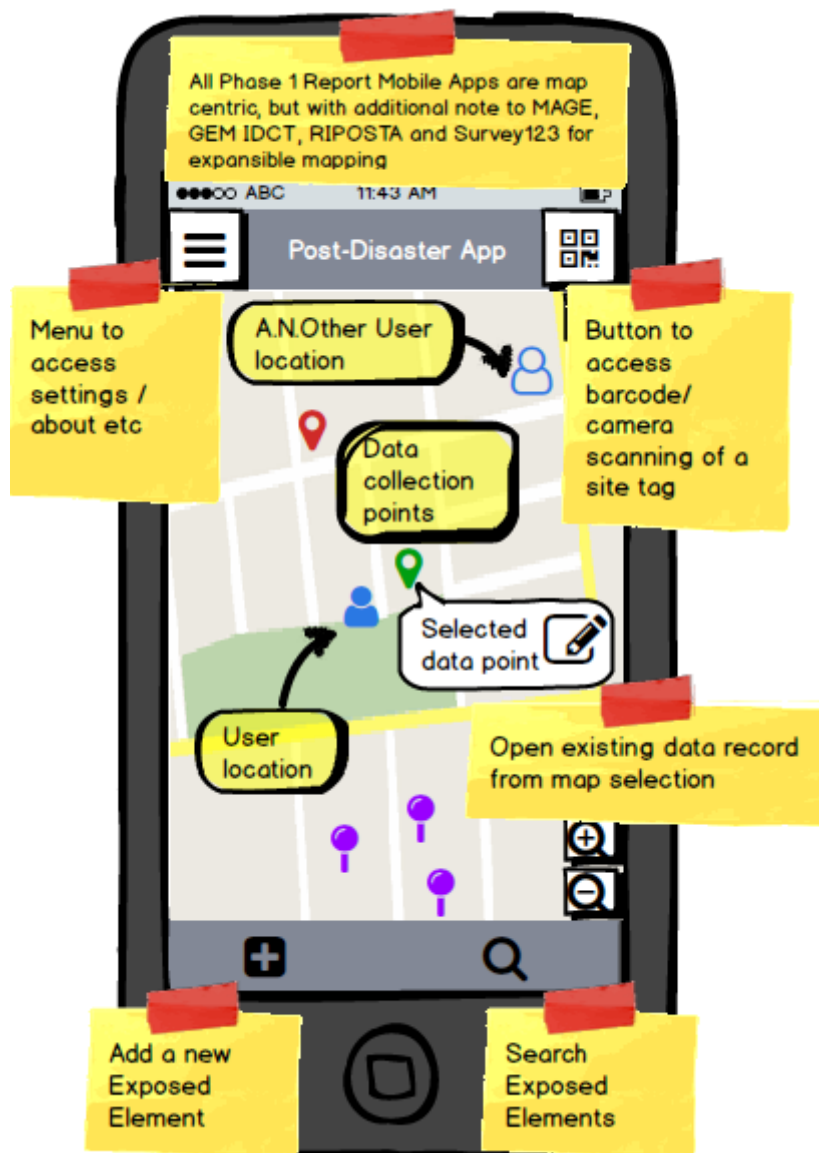 All Phase 1 Report Mobile Apps are map
centric, but with additional note to MAGE,
GEM IDCT, RIPOSTA and Survey123 for
expansible mapping
ABC
11:43 AM
Post-Disaster App
Menu to
access
settings /
about etc
A.N.Other User
location
Button to
access
barcode/
camera
scanning of a
site tag
Data
collection
points
Selected
data point
User
location
Open existing data record
from map selection
Add a new
Exposed
Element
Search
Exposed
Elements